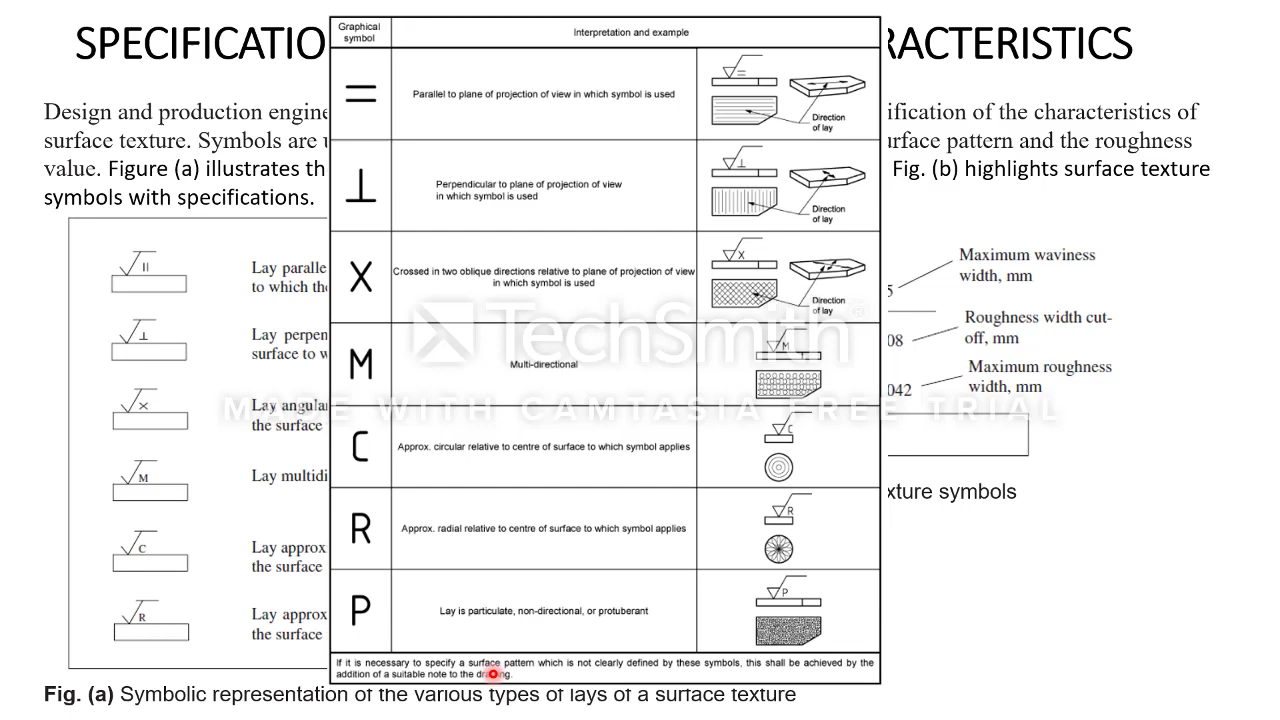 SPECIFICATIO
RACTERISTICS
Design and production engine
ification of the characteristics of
surface texture. Symbols are
urface pattern and the roughness
value. Figure (a) illustrates th
Fig. (b) highlights surface texture
symbols with specifications.
Lay paralle
to which the
Lay perpen
surface to w
X
Lay angular
the surface
M
Lay multidi
C
Lay approx
the surface
R
Lay approx
the surface
Graphical symbol
Interpretation and example
=
Parallel to plane of projection of view in which symbol is used
=
Direction of lay
⊥
Perpendicular to plane of projection of view
in which symbol is used
⊥
Direction of lay
X
Crossed in two oblique directions relative to plane of projection of view
in which symbol is used
X
Direction of lay
M
Multi-directional
M
C
Approx. circular relative to centre of surface to which symbol applies
C
R
Approx. radial relative to centre of surface to which symbol applies
R
P
Lay is particulate, non-directional, or protuberant
P
If it is necessary to specify a surface pattern which is not clearly defined by these symbols, this shall be achieved by the
addition of a suitable note to the drawing.
Maximum waviness
width, mm
5
Roughness width cut-
off, mm
08
Maximum roughness
width, mm
042
xture symbols
TechSmith
MADE WITH CAMTASIA FREE TRIAL
Fig. (a) Symbolic representation of the various types of lays of a surface texture